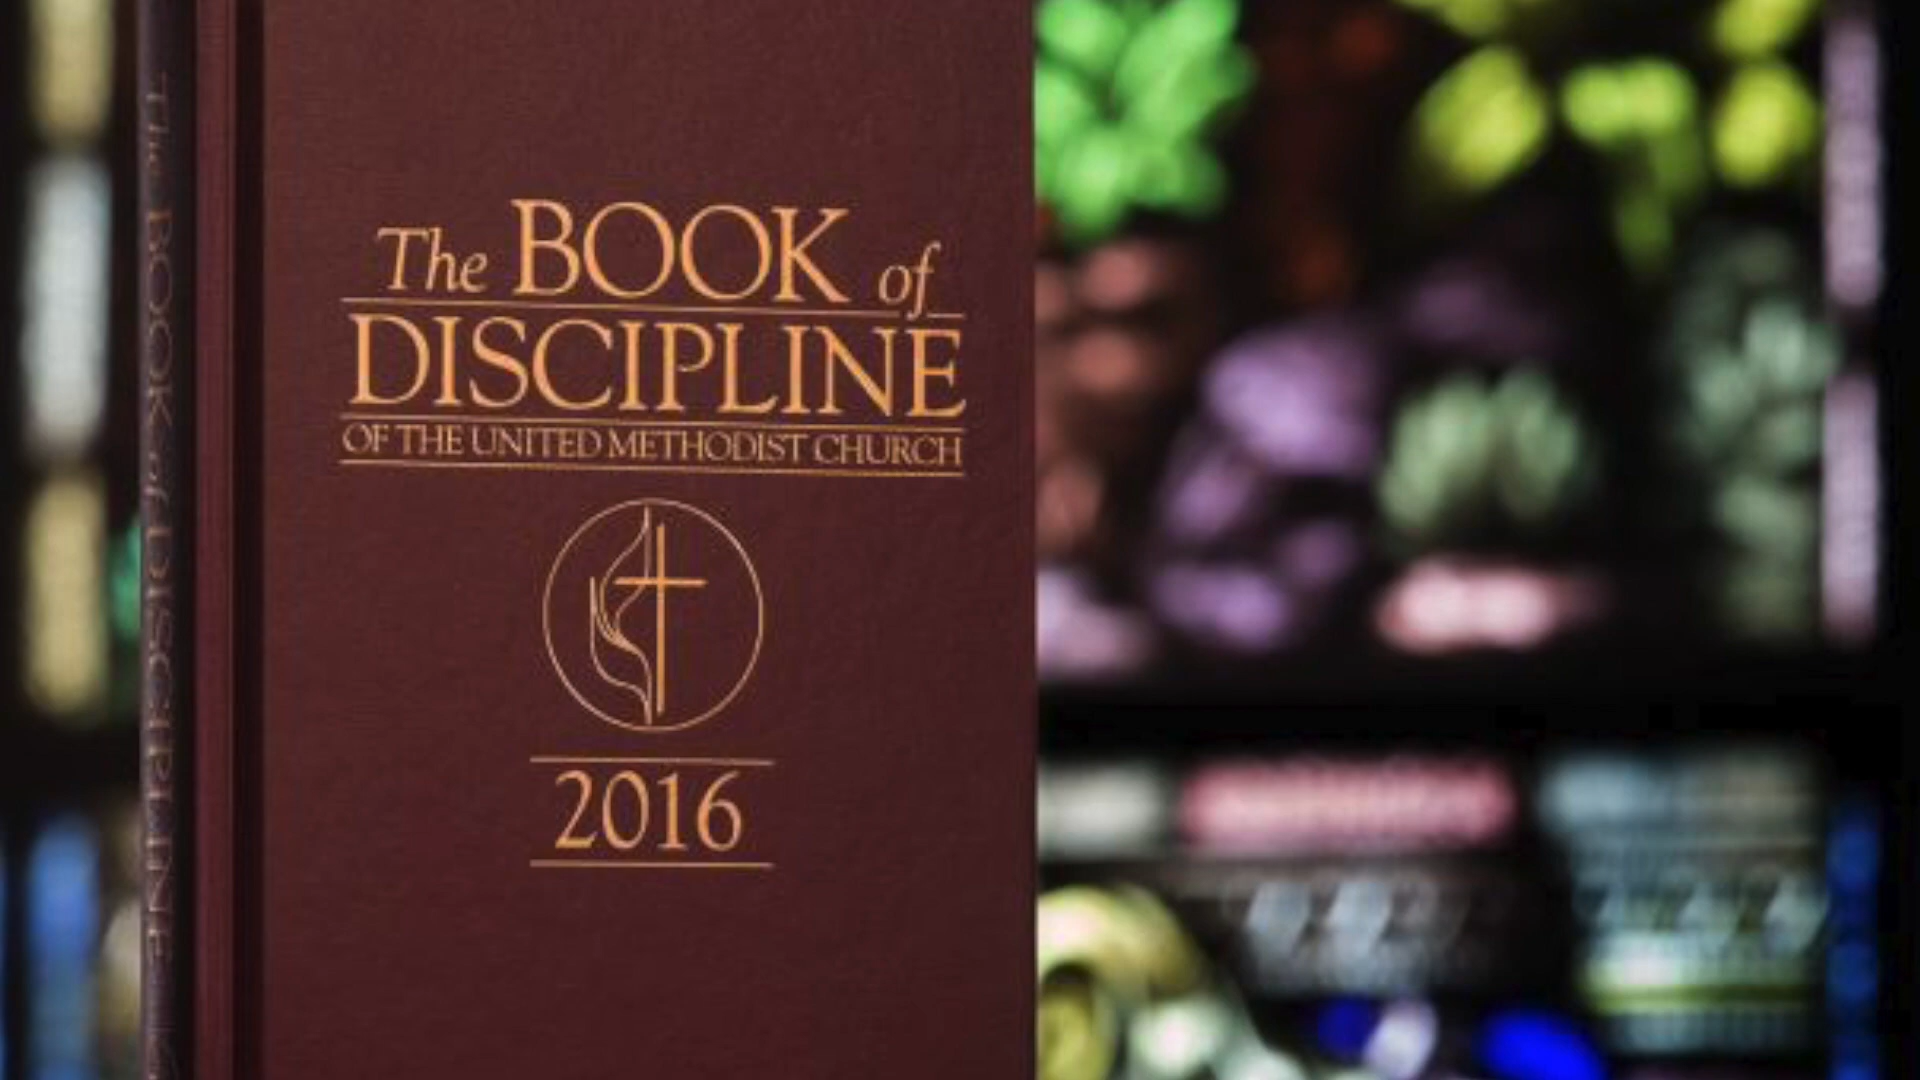 The BOOK of
DISCIPLINE
OF THE UNITED METHODIST CHURCH
2016
The BOOK of DISCIPLINE